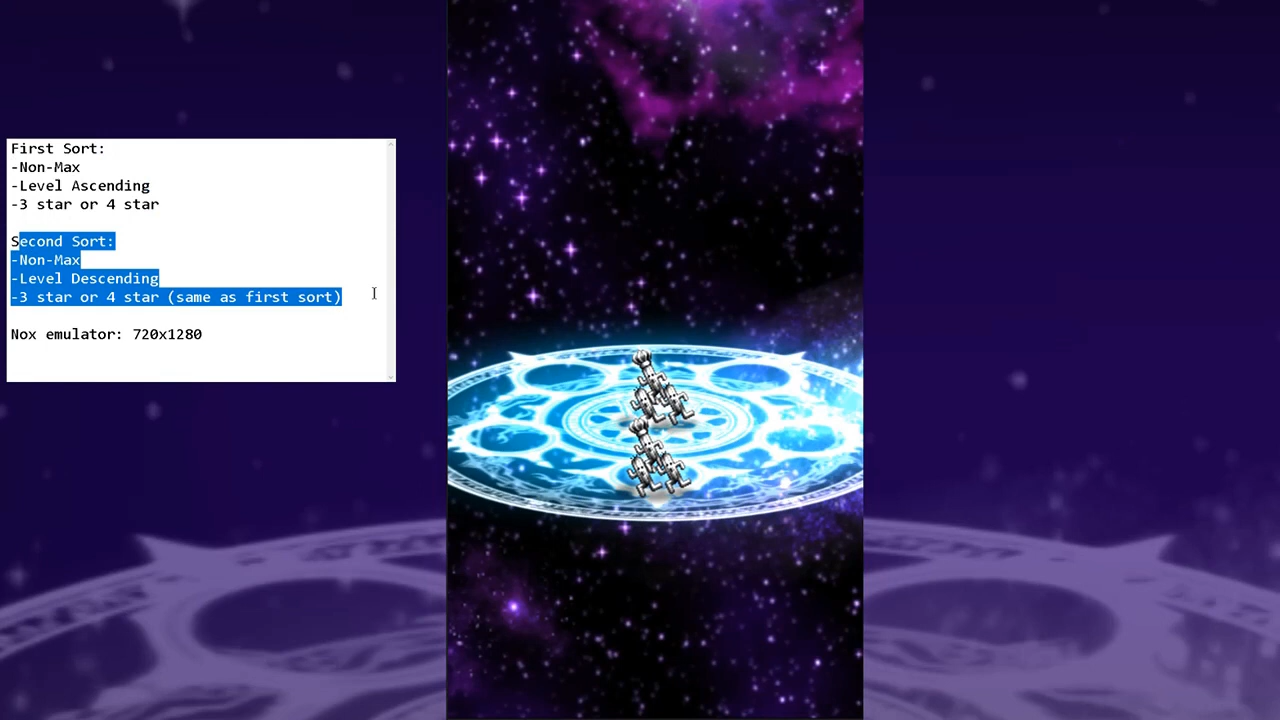 First Sort:
-Non-Max
-Level Ascending
-3 star or 4 star
Second Sort:
-Non-Max
-Level Descending
-3 star or 4 star (same as first sort)
Nox emulator: 720x1280